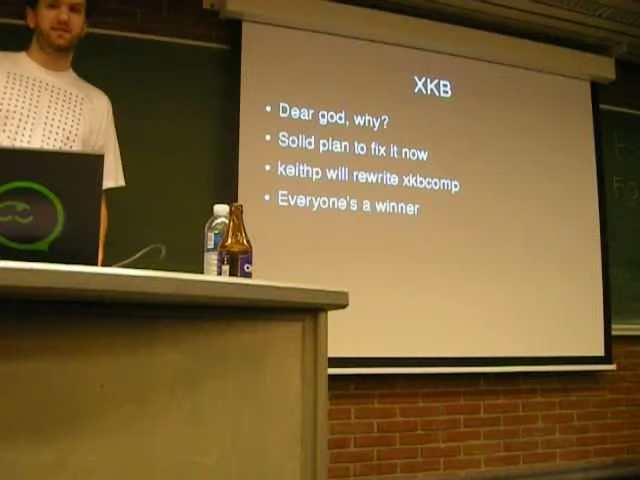 XKB
• Dear god, why?
• Solid plan to fix it now
• keithp will rewrite xkbcomp
• Everyone's a winner